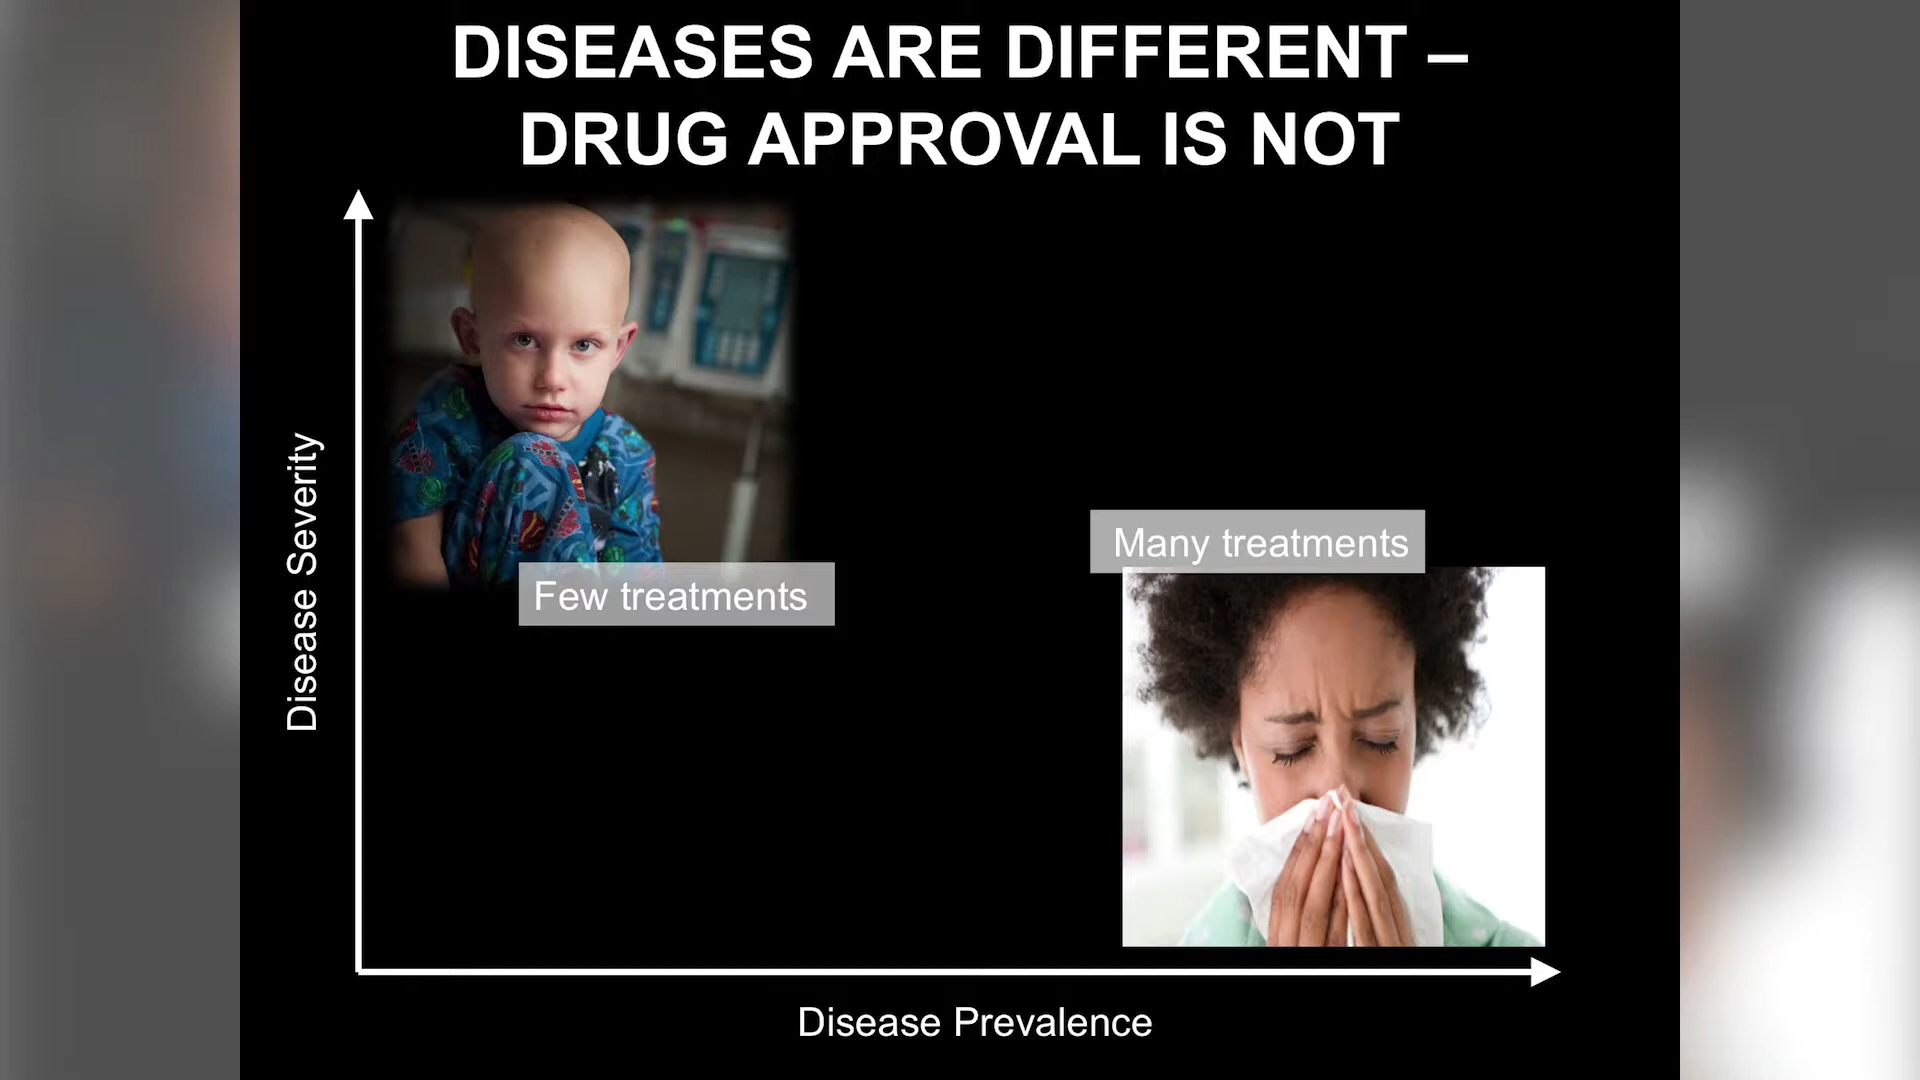 DISEASES ARE DIFFERENT –
DRUG APPROVAL IS NOT
Disease Severity
Few treatments
Many treatments
Disease Prevalence